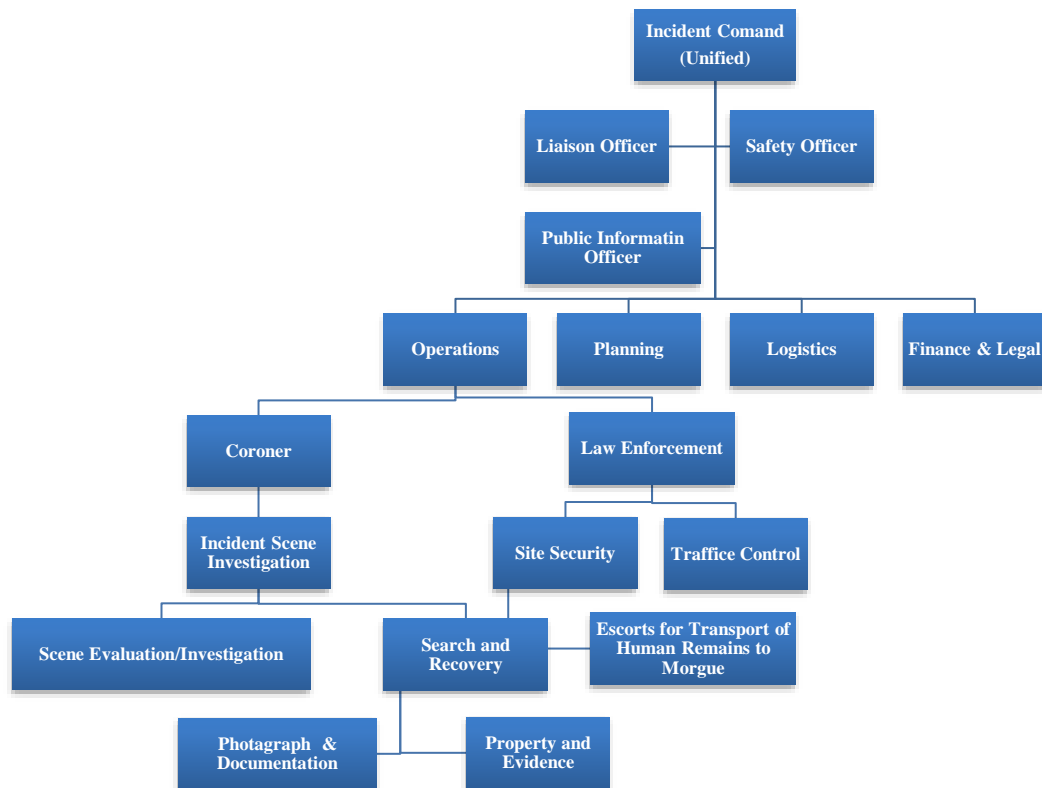 Incident Comand
(Unified)
Liaison Officer
Safety Officer
Public Informatin
Officer
Operations
Planning
Logistics
Finance & Legal
Coroner
Law Enforcement
Incident Scene
Investigation
Site Security
Traffice Control
Scene Evaluation/Investigation
Search and
Recovery
Escorts for Transport of
Human Remains to
Morgue
Photagraph &
Documentation
Property and
Evidence